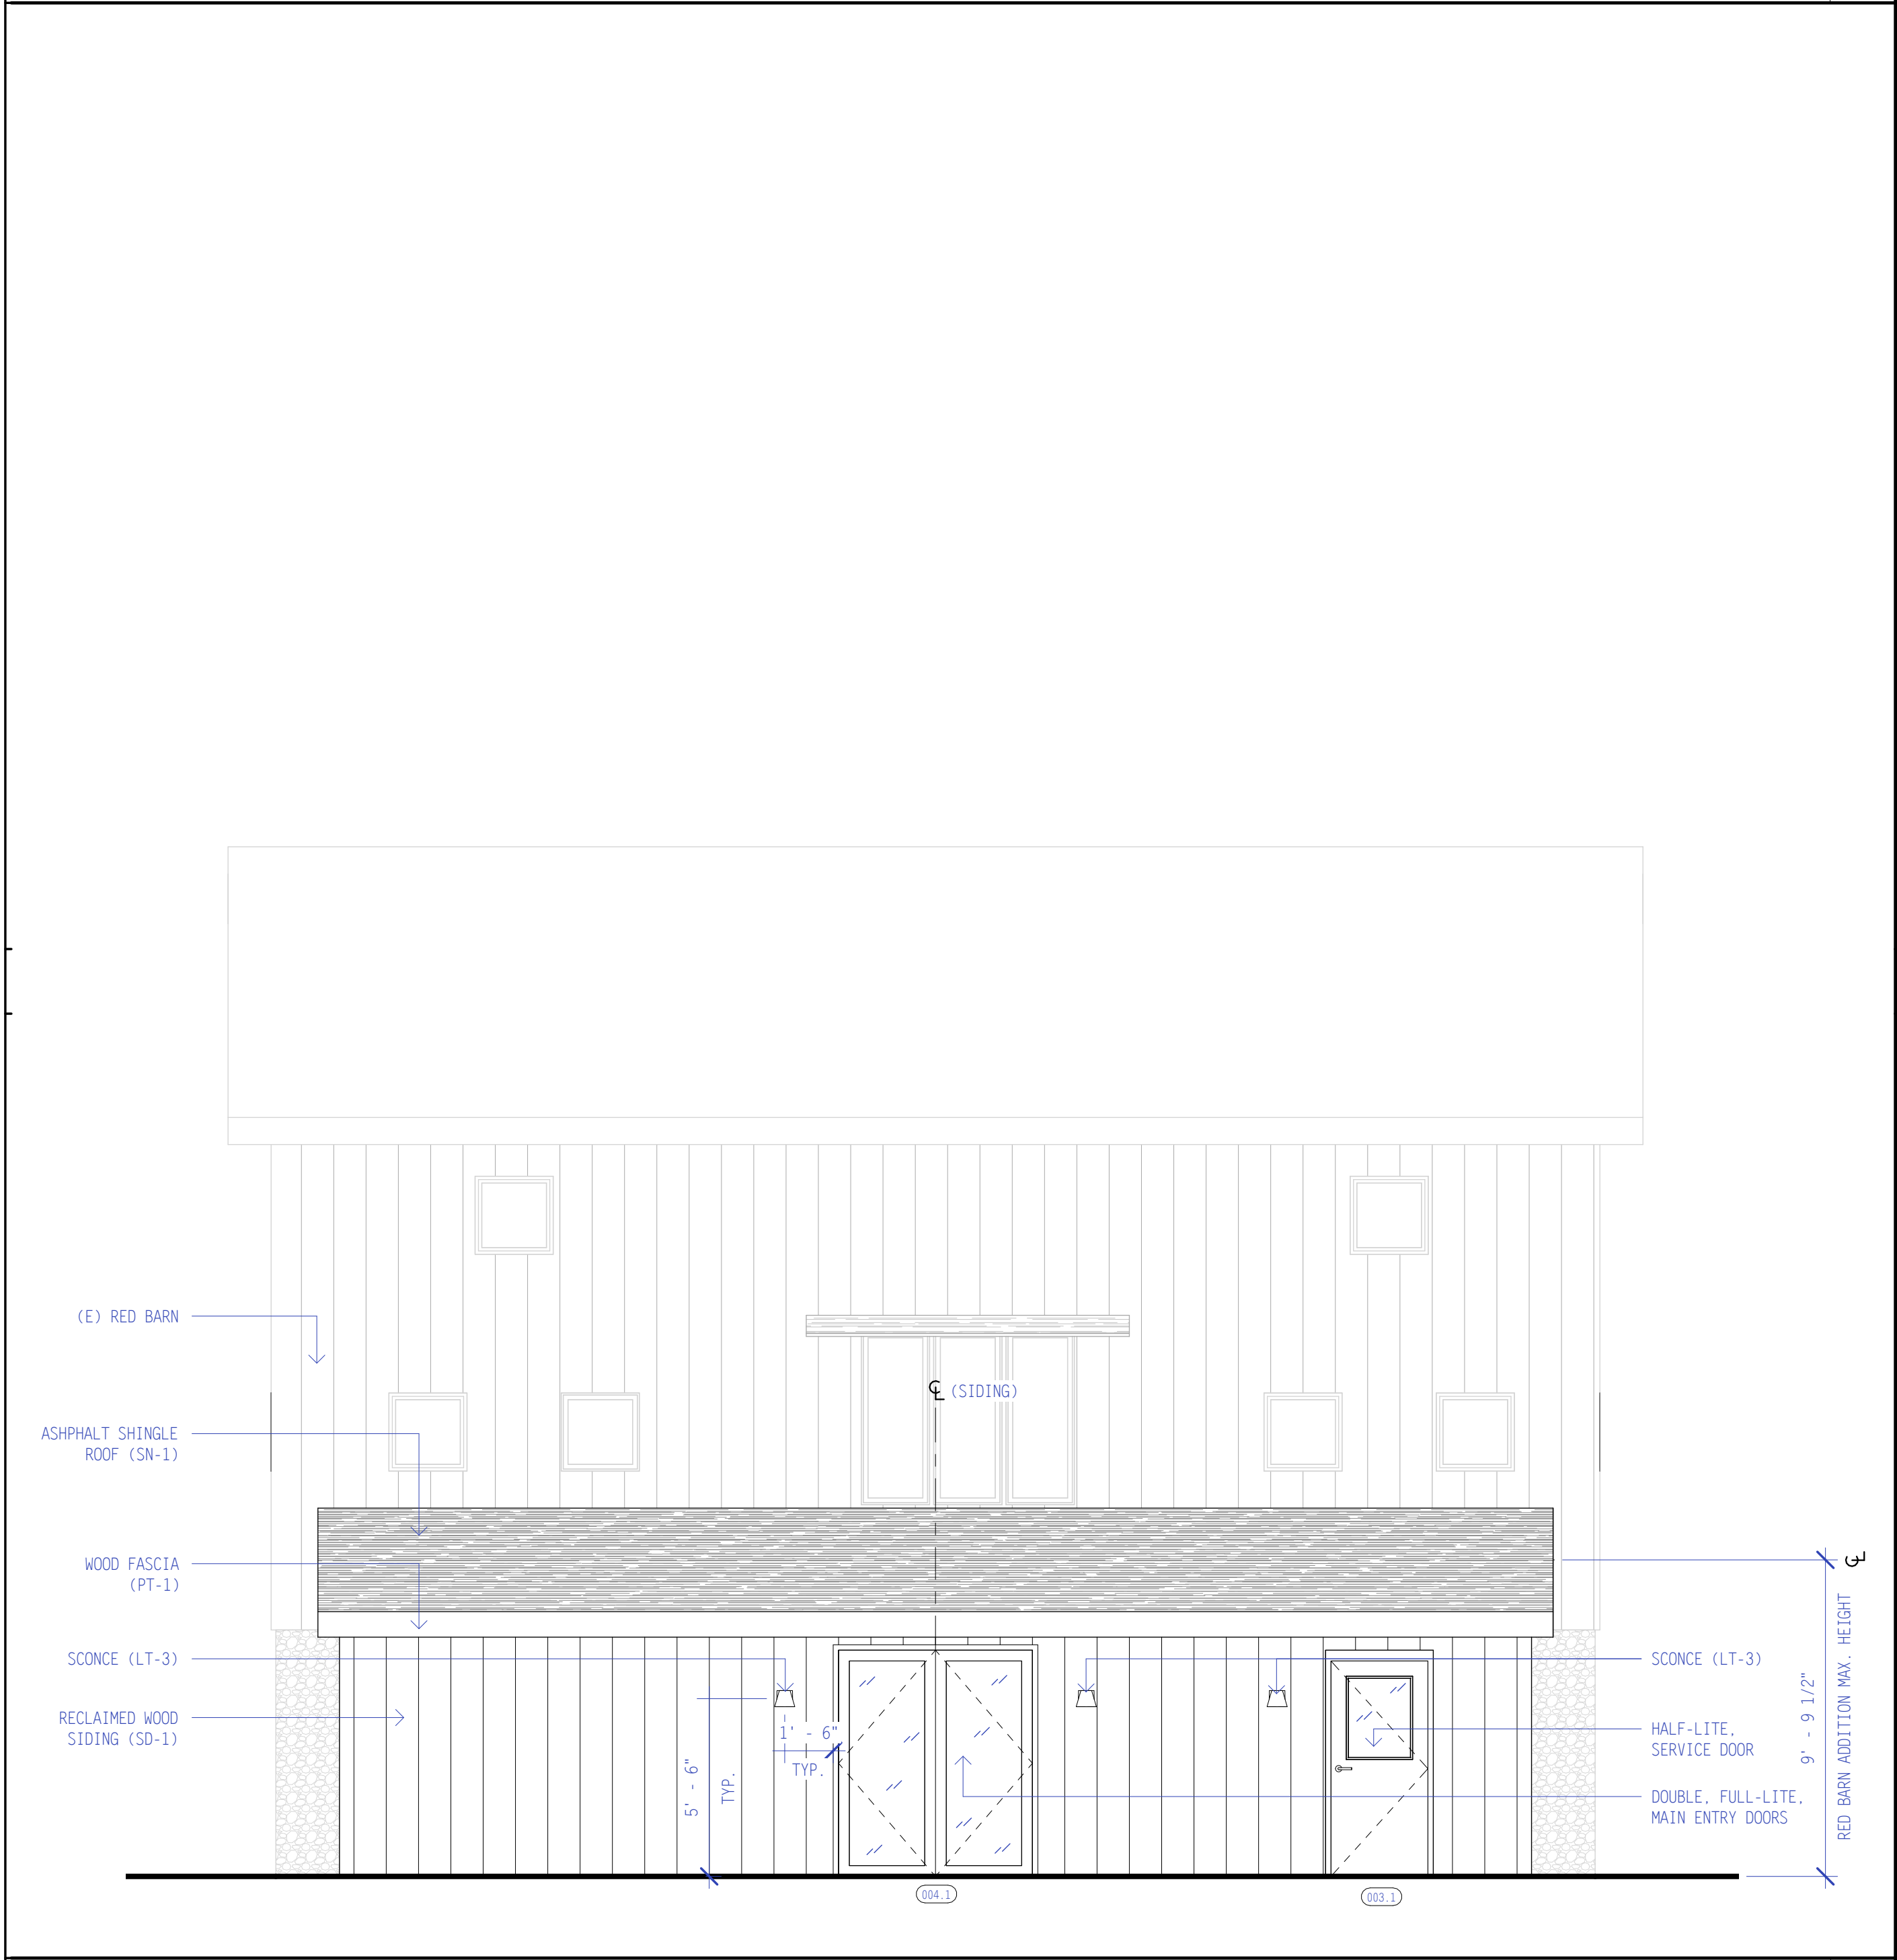 (E) RED BARN
ASHPHALT SHINGLE
ROOF (SN-1)
WOOD FASCIA
(PT-1)
SCONCE (LT-3)
RECLAIMED WOOD
SIDING (SD-1)
℄ (SIDING)
1' - 6"
TYP.
5' - 6"
TYP.
004.1
003.1
SCONCE (LT-3)
HALF-LITE,
SERVICE DOOR
DOUBLE, FULL-LITE,
MAIN ENTRY DOORS
9' - 9 1/2"
RED BARN ADDITION MAX. HEIGHT
℄